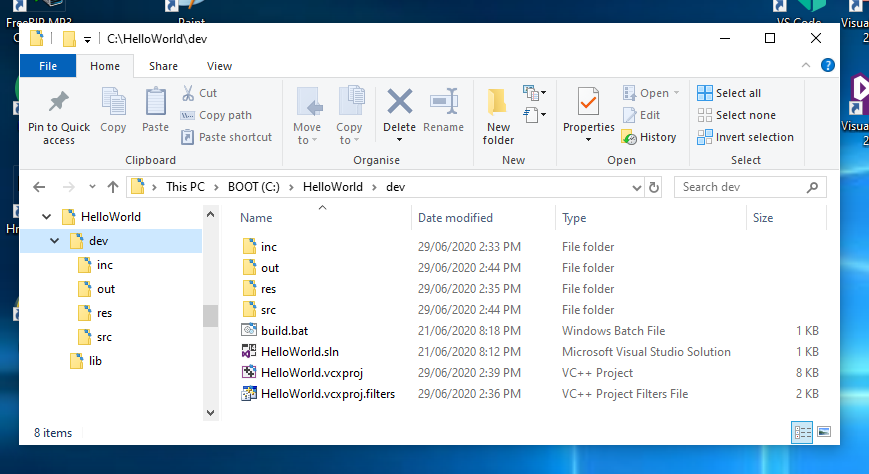 FreeRIP MP3
Paint
VS Code
Visua
2
C:\HelloWorld\dev
File Home Share View
Pin to Quick access
Copy
Paste
Cut
Copy path
Paste shortcut
Clipboard
Move to
Copy to
Delete
Rename
Organise
New folder
New
Properties
Open
Edit
History
Open
Select all
Select none
Invert selection
Select
Visua
2
This PC > BOOT (C:) > HelloWorld > dev
Search dev
HelloWorld
dev
inc
out
res
src
lib
Name Date modified Type Size
inc 29/06/2020 2:33 PM File folder
out 29/06/2020 2:44 PM File folder
res 29/06/2020 2:35 PM File folder
src 29/06/2020 2:44 PM File folder
build.bat 21/06/2020 8:18 PM Windows Batch File 1 KB
HelloWorld.sln 21/06/2020 8:12 PM Microsoft Visual Studio Solution 1 KB
HelloWorld.vcxproj 29/06/2020 2:39 PM VC++ Project 8 KB
HelloWorld.vcxproj.filters 29/06/2020 2:36 PM VC++ Project Filters File 2 KB
8 items